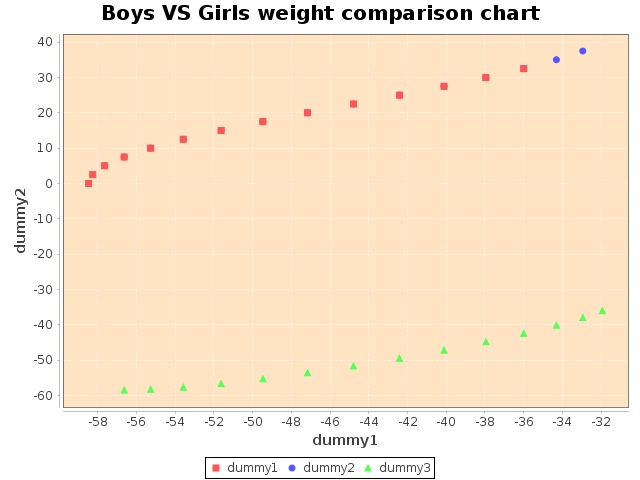 Boys VS Girls weight comparison chart
40
30
20
10
0
-10
-20
-30
-40
-50
-60
dummy2
-58 -56 -54 -52 -50 -48 -46 -44 -42 -40 -38 -36 -34 -32
dummy1
dummy1 dummy2 dummy3